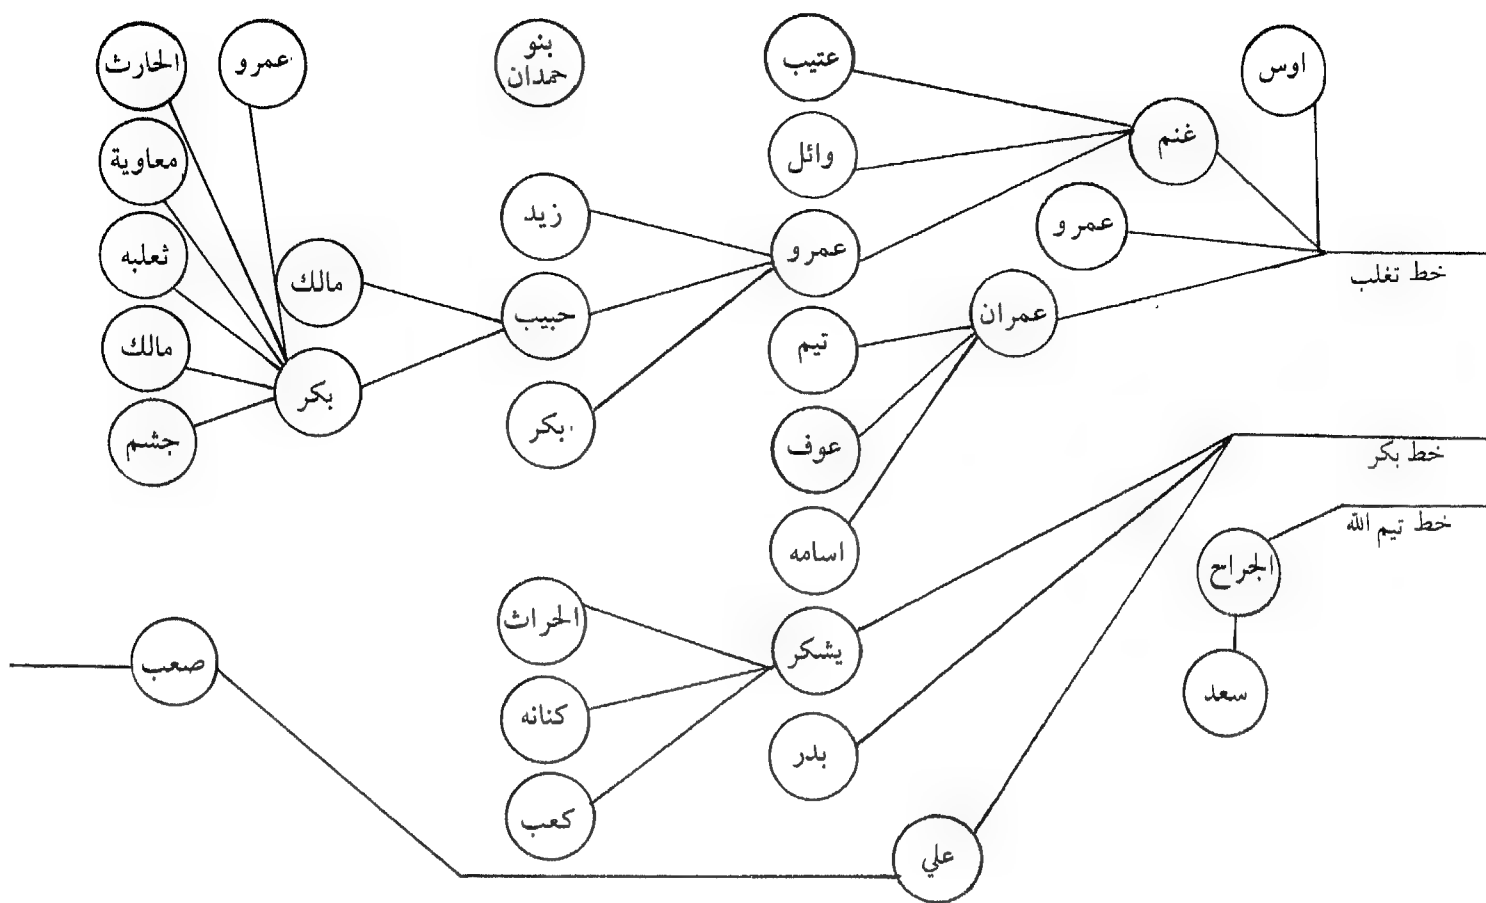 اوس
غنم
عمرو
خط تغلب
عمران
عتيب
وائل
عمرو
تيم
عوف
اسامه
بنو
حمدان
زيد
حبيب
بكر
عمرو
الحارث
معاوية
ثعلبه
مالك
مالك
بكر
جشم
خط بكر
يشكر
بدر
علي
الحراث
كنانه
كعب
صعب
خط تيم الله
الجراح
سعد